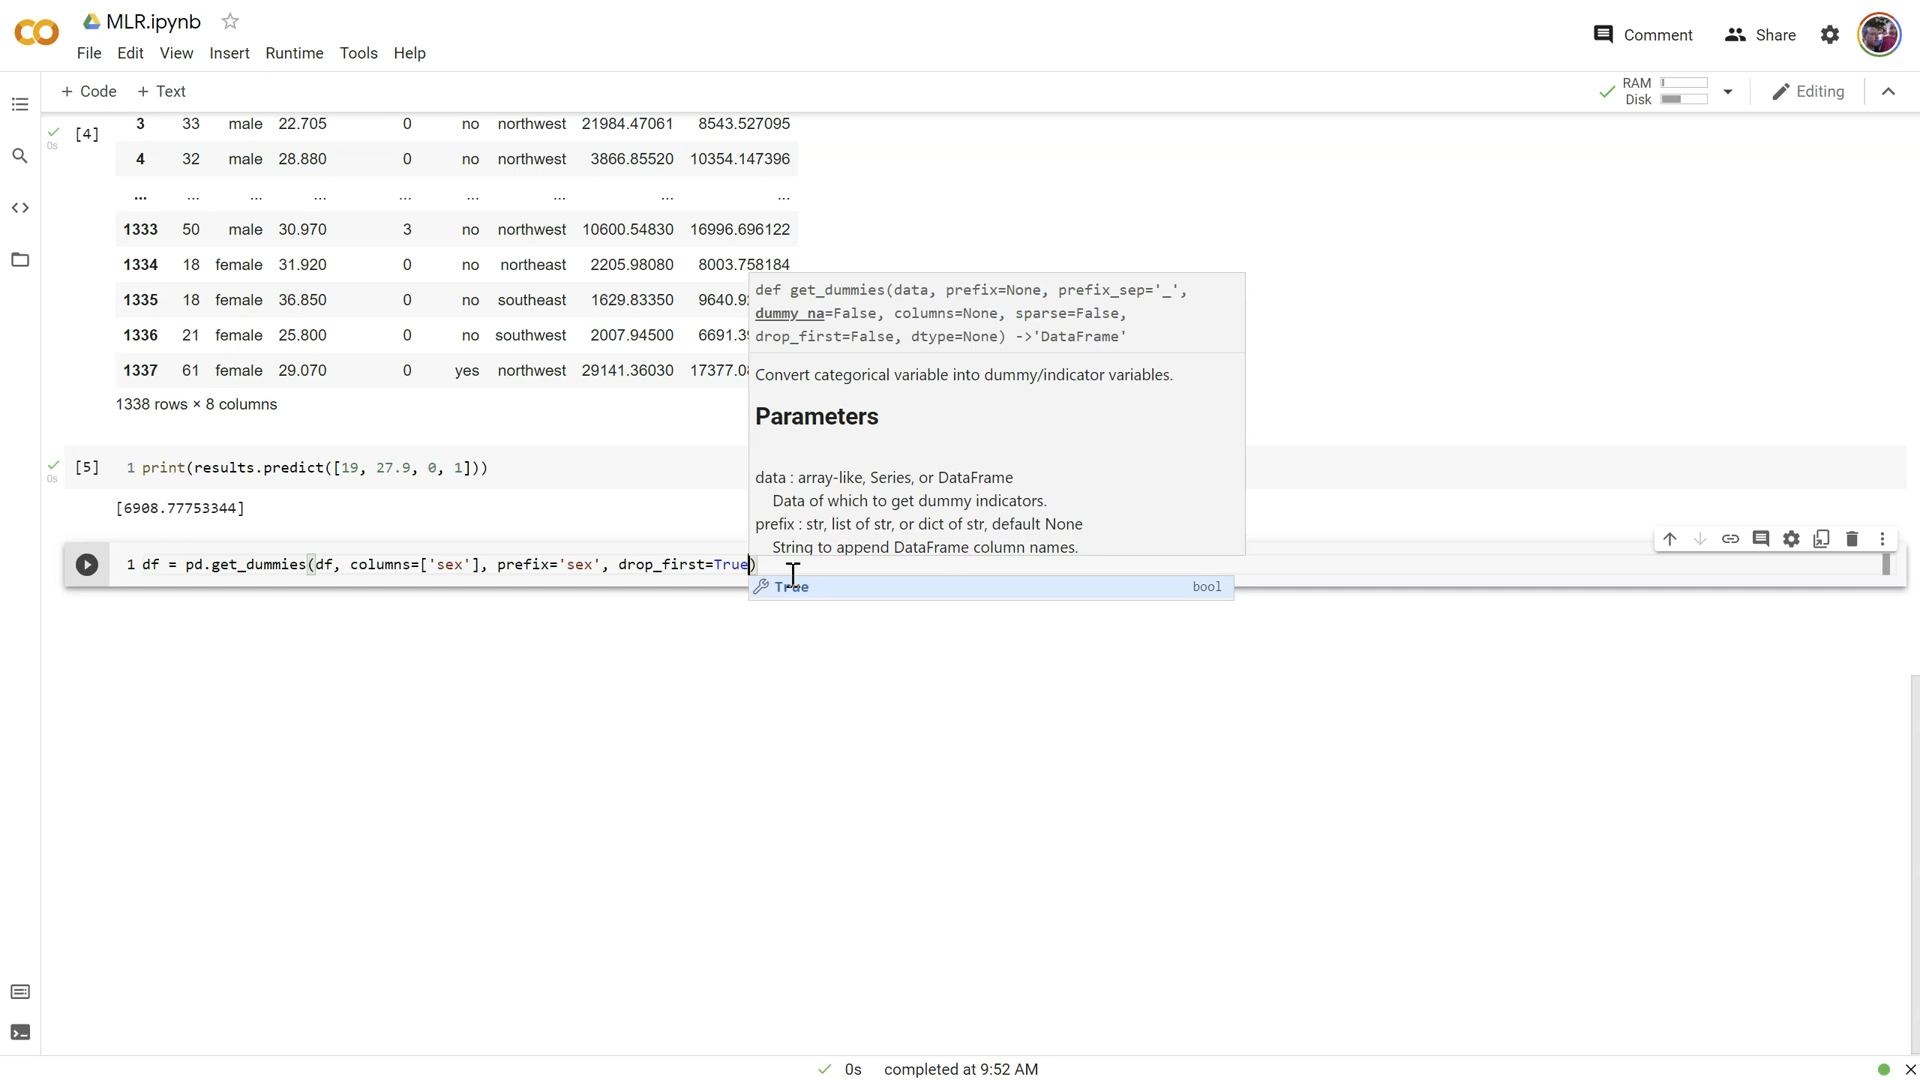 MLR.ipynb
File Edit View Insert Runtime Tools Help
Comment Share
+ Code + Text
RAM
Disk
Editing
[4]
0s
3 33 male 22.705 0 no northwest 21984.47061 8543.527095
4 32 male 28.880 0 no northwest 3866.85520 10354.147396
... ... ... ... ... ... ... ... ...
1333 50 male 30.970 3 no northwest 10600.54830 16996.696122
1334 18 female 31.920 0 no northeast 2205.98080 8003.758184
1335 18 female 36.850 0 no southeast 1629.83350 9640.92
1336 21 female 25.800 0 no southwest 2007.94500 6691.39
1337 61 female 29.070 0 yes northwest 29141.36030 17377.08
1338 rows × 8 columns
def get_dummies(data, prefix=None, prefix_sep='_',
dummy_na=False, columns=None, sparse=False,
drop_first=False, dtype=None) ->'DataFrame'
Convert categorical variable into dummy/indicator variables.
Parameters
data : array-like, Series, or DataFrame
Data of which to get dummy indicators.
prefix : str, list of str, or dict of str, default None
String to append DataFrame column names.
[5] 1 print(results.predict([19, 27.9, 0, 1]))
0s
[6908.77753344]
1 df = pd.get_dummies(df, columns=['sex'], prefix='sex', drop_first=True)
True bool
0s completed at 9:52 AM